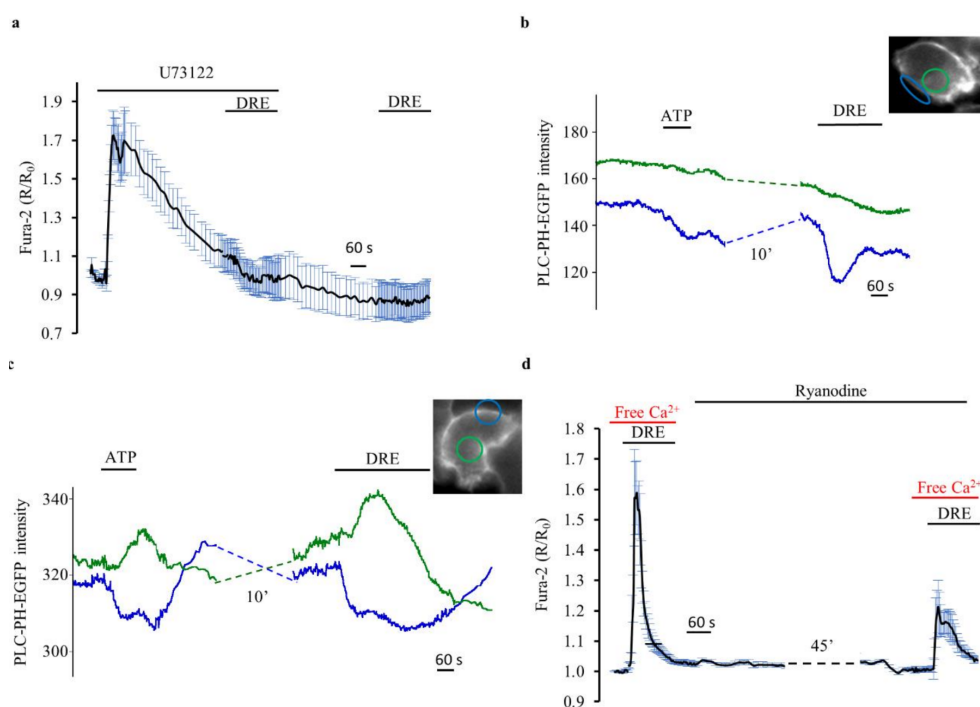 a
U73122
DRE
DRE
1.9
1.7
1.5
1.3
1.1
0.9
0.7
Fura-2 (R/R0)
60 s
b
ATP
DRE
180
160
140
120
PLC-PH-EGFP intensity
10'
60 s
c
ATP
DRE
340
320
300
PLC-PH-EGFP intensity
10'
60 s
d
Ryanodine
Free Ca2+
DRE
Free Ca2+
DRE
1.8
1.7
1.6
1.5
1.4
1.3
1.2
1.1
1.0
0.9
Fura-2 (R/R0)
60 s
45'